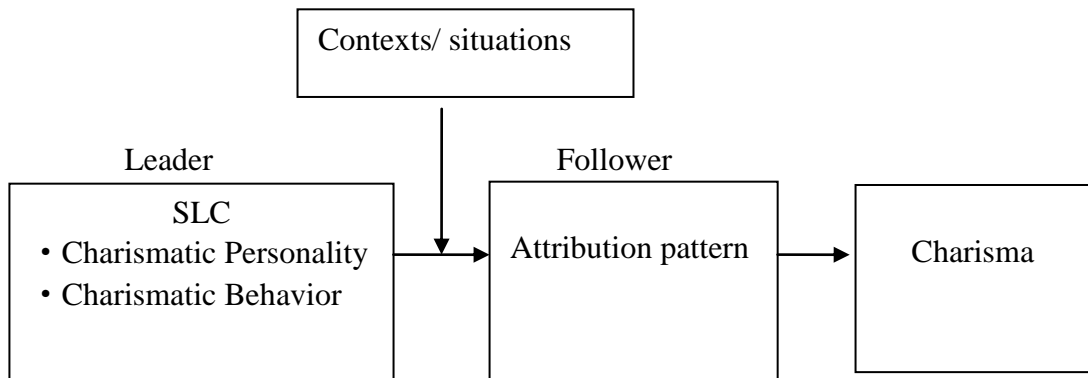 Contexts/ situations
Leader
Follower
SLC
・Charismatic Personality
・Charismatic Behavior
Attribution pattern
Charisma